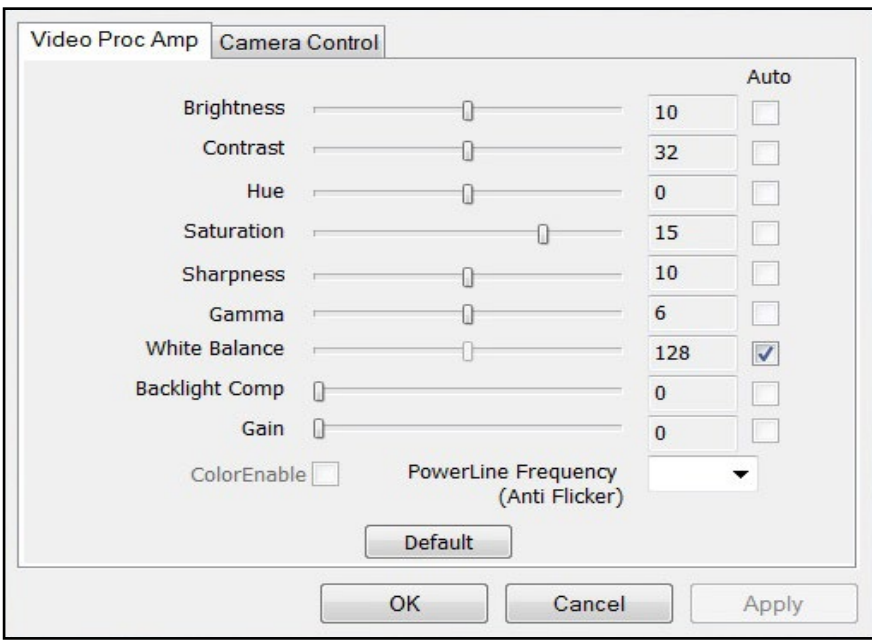 Video Proc Amp Camera Control
Auto
Brightness 10
Contrast 32
Hue 0
Saturation 15
Sharpness 10
Gamma 6
White Balance 128
Backlight Comp 0
Gain 0
ColorEnable PowerLine Frequency
(Anti Flicker)
Default
OK Cancel Apply